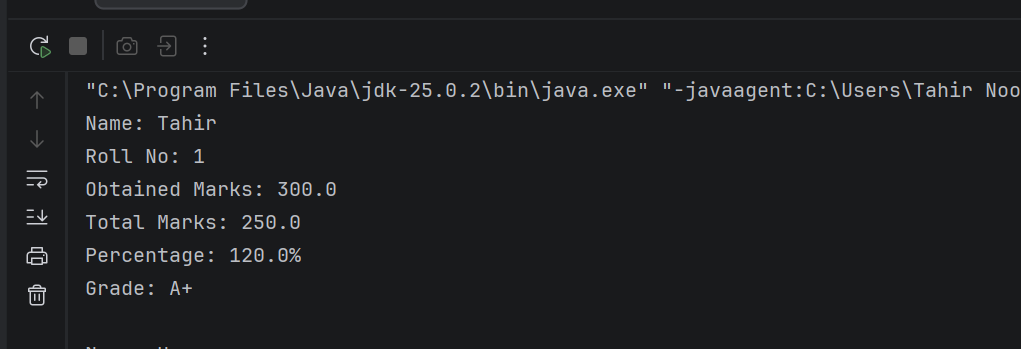 "C:\Program Files\Java\jdk-25.0.2\bin\java.exe" "-javaagent:C:\Users\Tahir Noo
Name: Tahir
Roll No: 1
Obtained Marks: 300.0
Total Marks: 250.0
Percentage: 120.0%
Grade: A+